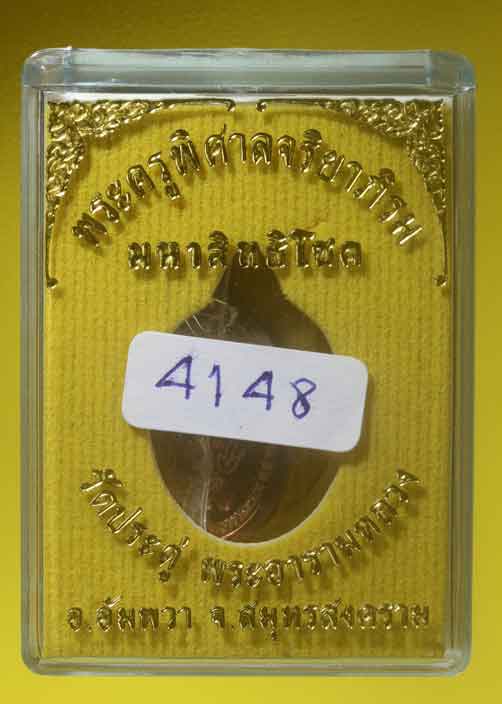 พระครูพิศาลจริยาภิรม
มหาสิทธิโชค
4148
วัดประดู่ พระอารามหลวง
อ.อัมพวา จ.สมุทรสงคราม